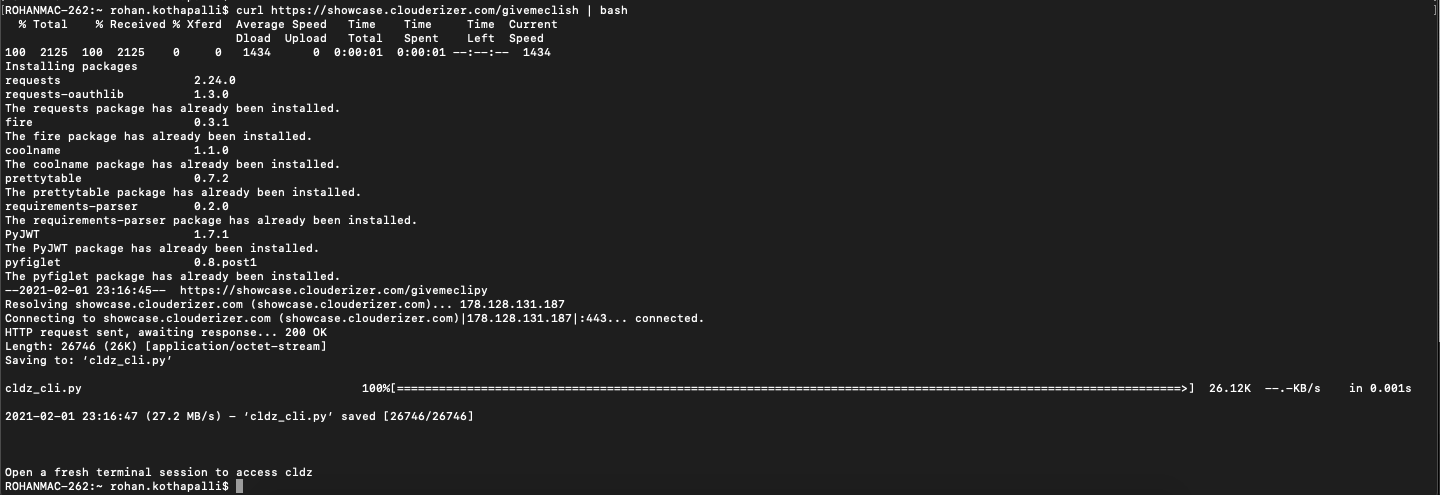 [ROHANMAC-262:~ rohan.kothapalli$ curl https://showcase.clouderizer.com/givemeclish | bash ]
  % Total    % Received % Xferd  Average Speed   Time    Time     Time  Current
                                 Dload  Upload   Total   Spent    Left  Speed
100  2125  100  2125    0     0   1434      0  0:00:01  0:00:01 --:--:--  1434
Installing packages
requests                   2.24.0
requests-oauthlib          1.3.0
The requests package has already been installed.
fire                       0.3.1
The fire package has already been installed.
coolname                   1.1.0
The coolname package has already been installed.
prettytable                0.7.2
The prettytable package has already been installed.
requirements-parser        0.2.0
The requirements-parser package has already been installed.
PyJWT                      1.7.1
The PyJWT package has already been installed.
pyfiglet                   0.8.post1
The pyfiglet package has already been installed.
--2021-02-01 23:16:45--  https://showcase.clouderizer.com/givemeclipy
Resolving showcase.clouderizer.com (showcase.clouderizer.com)... 178.128.131.187
Connecting to showcase.clouderizer.com (showcase.clouderizer.com)|178.128.131.187|:443... connected.
HTTP request sent, awaiting response... 200 OK
Length: 26746 (26K) [application/octet-stream]
Saving to: ‘cldz_cli.py’
cldz_cli.py                                        100%[================================================================================================================>]  26.12K  --.-KB/s    in 0.001s
2021-02-01 23:16:47 (27.2 MB/s) - ‘cldz_cli.py’ saved [26746/26746]
Open a fresh terminal session to access cldz
ROHANMAC-262:~ rohan.kothapalli$